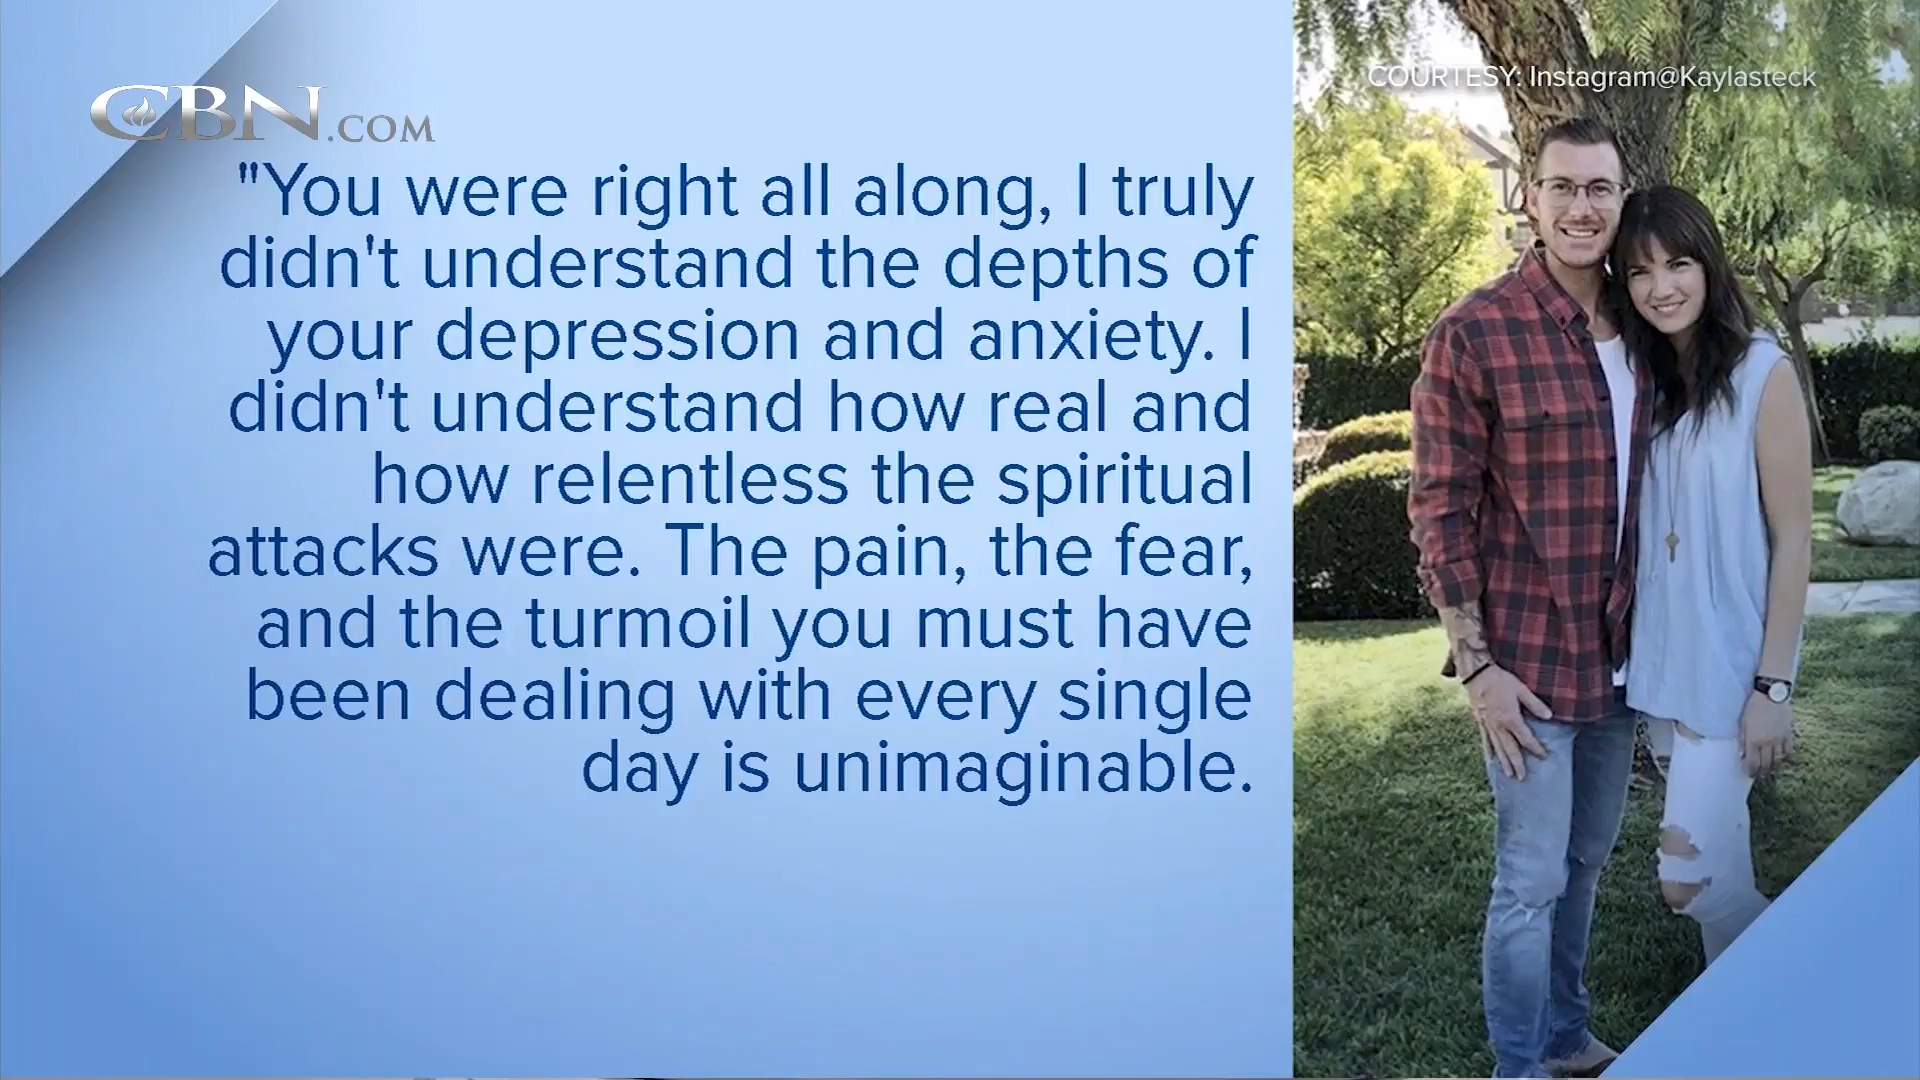 CBN.COM
COURTESY: Instagram@Kaylasteck
"You were right all along, I truly
didn't understand the depths of
your depression and anxiety. I
didn't understand how real and
how relentless the spiritual
attacks were. The pain, the fear,
and the turmoil you must have
been dealing with every single
day is unimaginable.